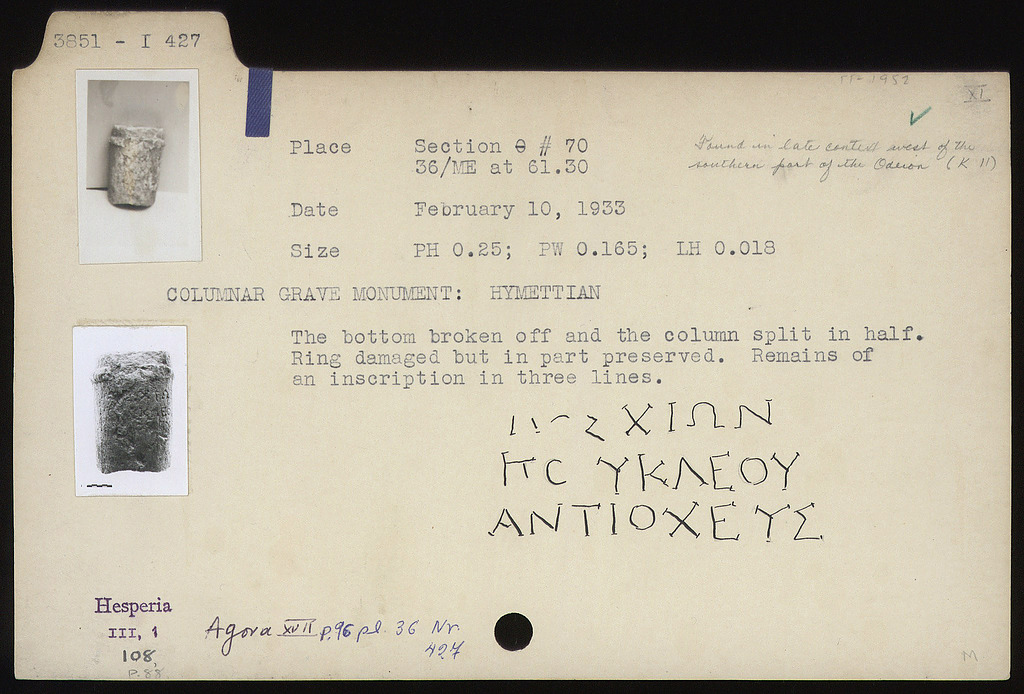 3851 - I 427
II-1952
XI
Place Section Θ # 70
36/ME at 61.30
Found in late context west of the
southern part of the Odeion (K 11)
Date February 10, 1933
Size PH 0.25; PW 0.165; LH 0.018
COLUMNAR GRAVE MONUMENT: HYMETTIAN
The bottom broken off and the column split in half.
Ring damaged but in part preserved. Remains of
an inscription in three lines.
ΧΙΩΝ
ΥΚΛΕΟΥ
ΑΝΤΙΟΧΕΥΣ
Hesperia
III, 1
108
P. 88
Agora XVII p. 96 pl. 36 Nr.
427
M